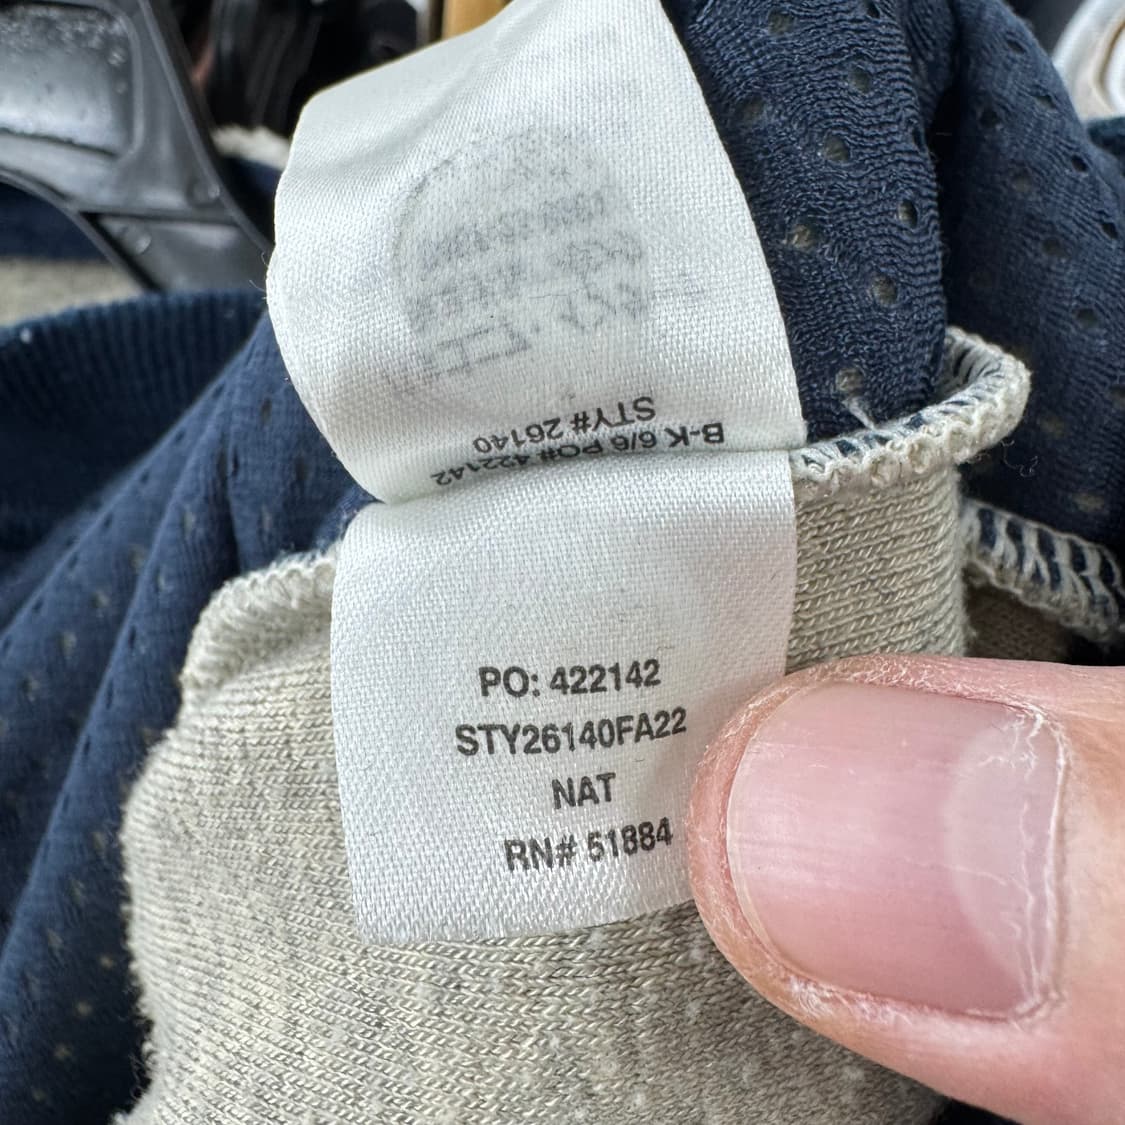 B-K 6/6 PO# 422142
STY# 26140
PO: 422142
STY26140FA22
NAT
RN# 51884